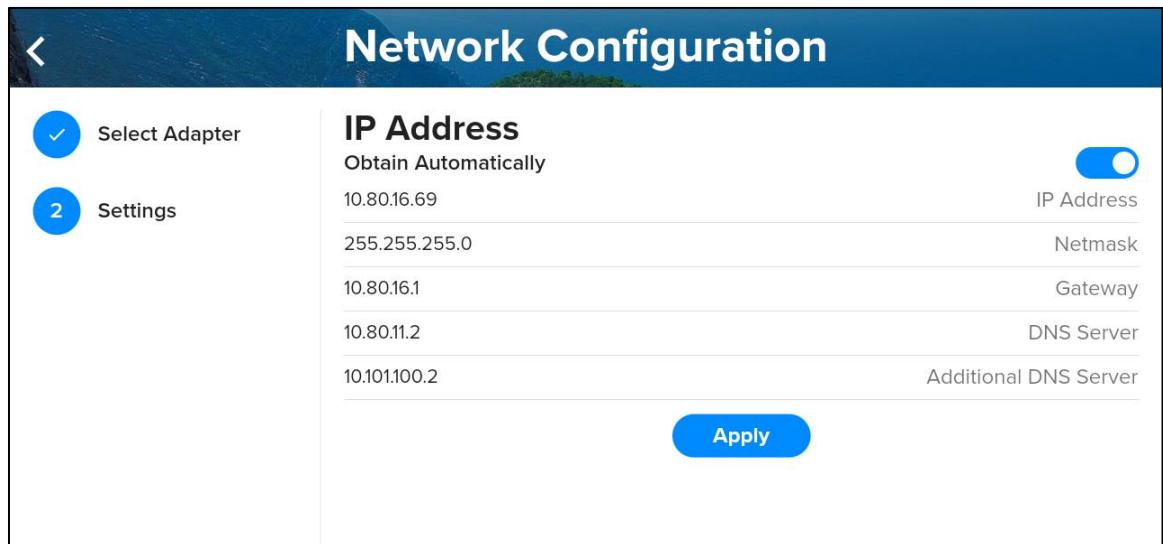 Network Configuration
Select Adapter
2 Settings
IP Address
Obtain Automatically
10.80.16.69 IP Address
255.255.255.0 Netmask
10.80.16.1 Gateway
10.80.11.2 DNS Server
10.101.100.2 Additional DNS Server
Apply